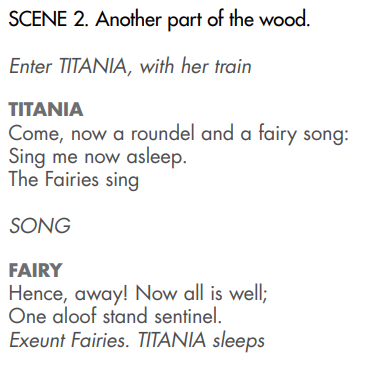 SCENE 2. Another part of the wood.
Enter TITANIA, with her train
TITANIA
Come, now a roundel and a fairy song:
Sing me now asleep.
The Fairies sing
SONG
FAIRY
Hence, away! Now all is well;
One aloof stand sentinel.
Exeunt Fairies. TITANIA sleeps